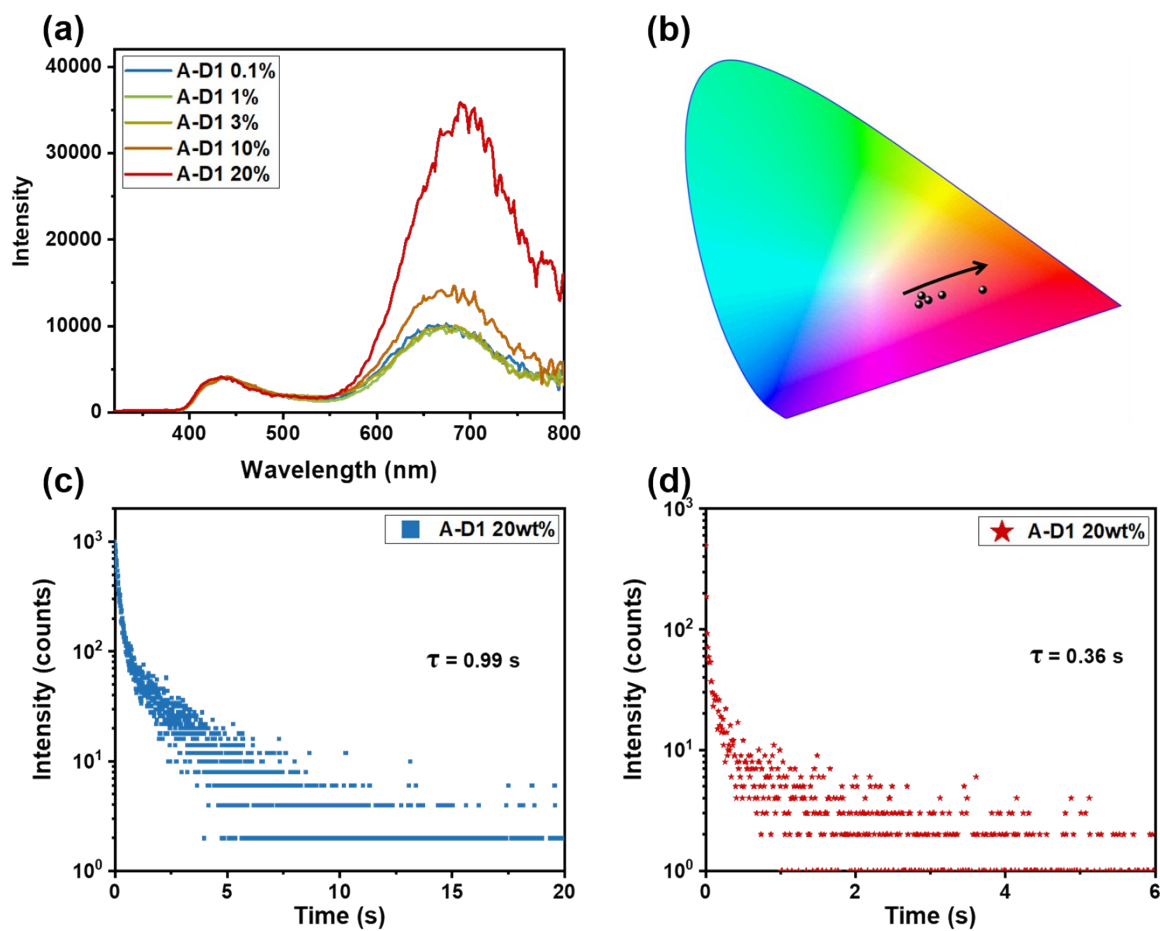 (a)
40000
30000
20000
10000
0
400
500
600
700
800
Intensity
Wavelength (nm)
A-D1 0.1%
A-D1 1%
A-D1 3%
A-D1 10%
A-D1 20%
(b)
(c)
10³
10²
10¹
10⁰
0
5
10
15
20
Intensity (counts)
Time (s)
A-D1 20wt%
τ = 0.99 s
(d)
10³
10²
10¹
10⁰
0
2
4
6
Intensity (counts)
Time (s)
A-D1 20wt%
τ = 0.36 s